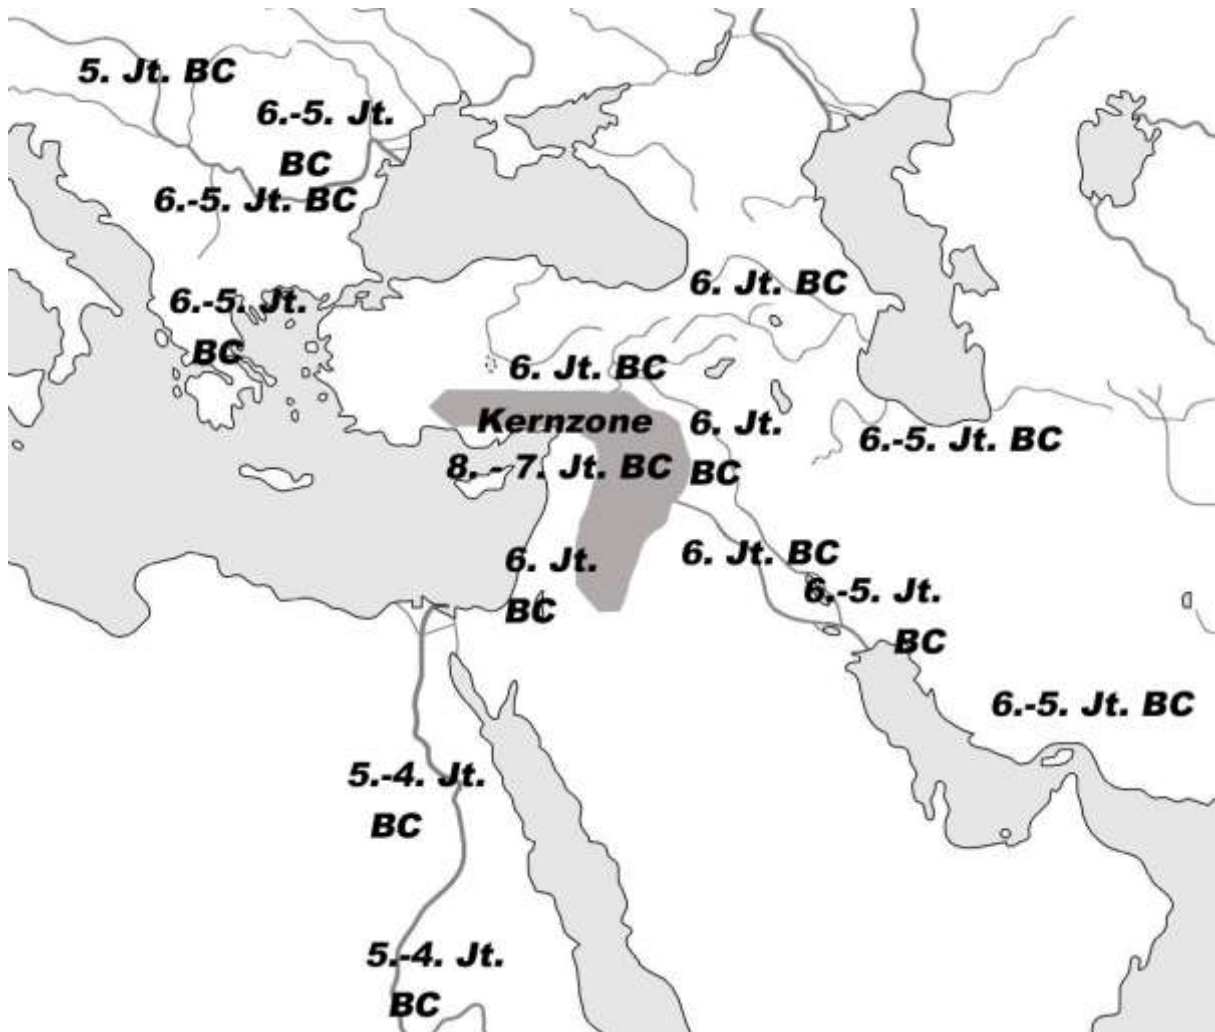 5. Jt. BC
6.-5. Jt.
BC
6.-5. Jt. BC
6.-5. Jt.
BC
6. Jt. BC
6. Jt. BC
Kernzone
8. - 7. Jt. BC
6. Jt.
BC
6.-5. Jt. BC
6. Jt.
BC
6. Jt. BC
6.-5. Jt.
BC
6.-5. Jt. BC
5.-4. Jt.
BC
5.-4. Jt.
BC